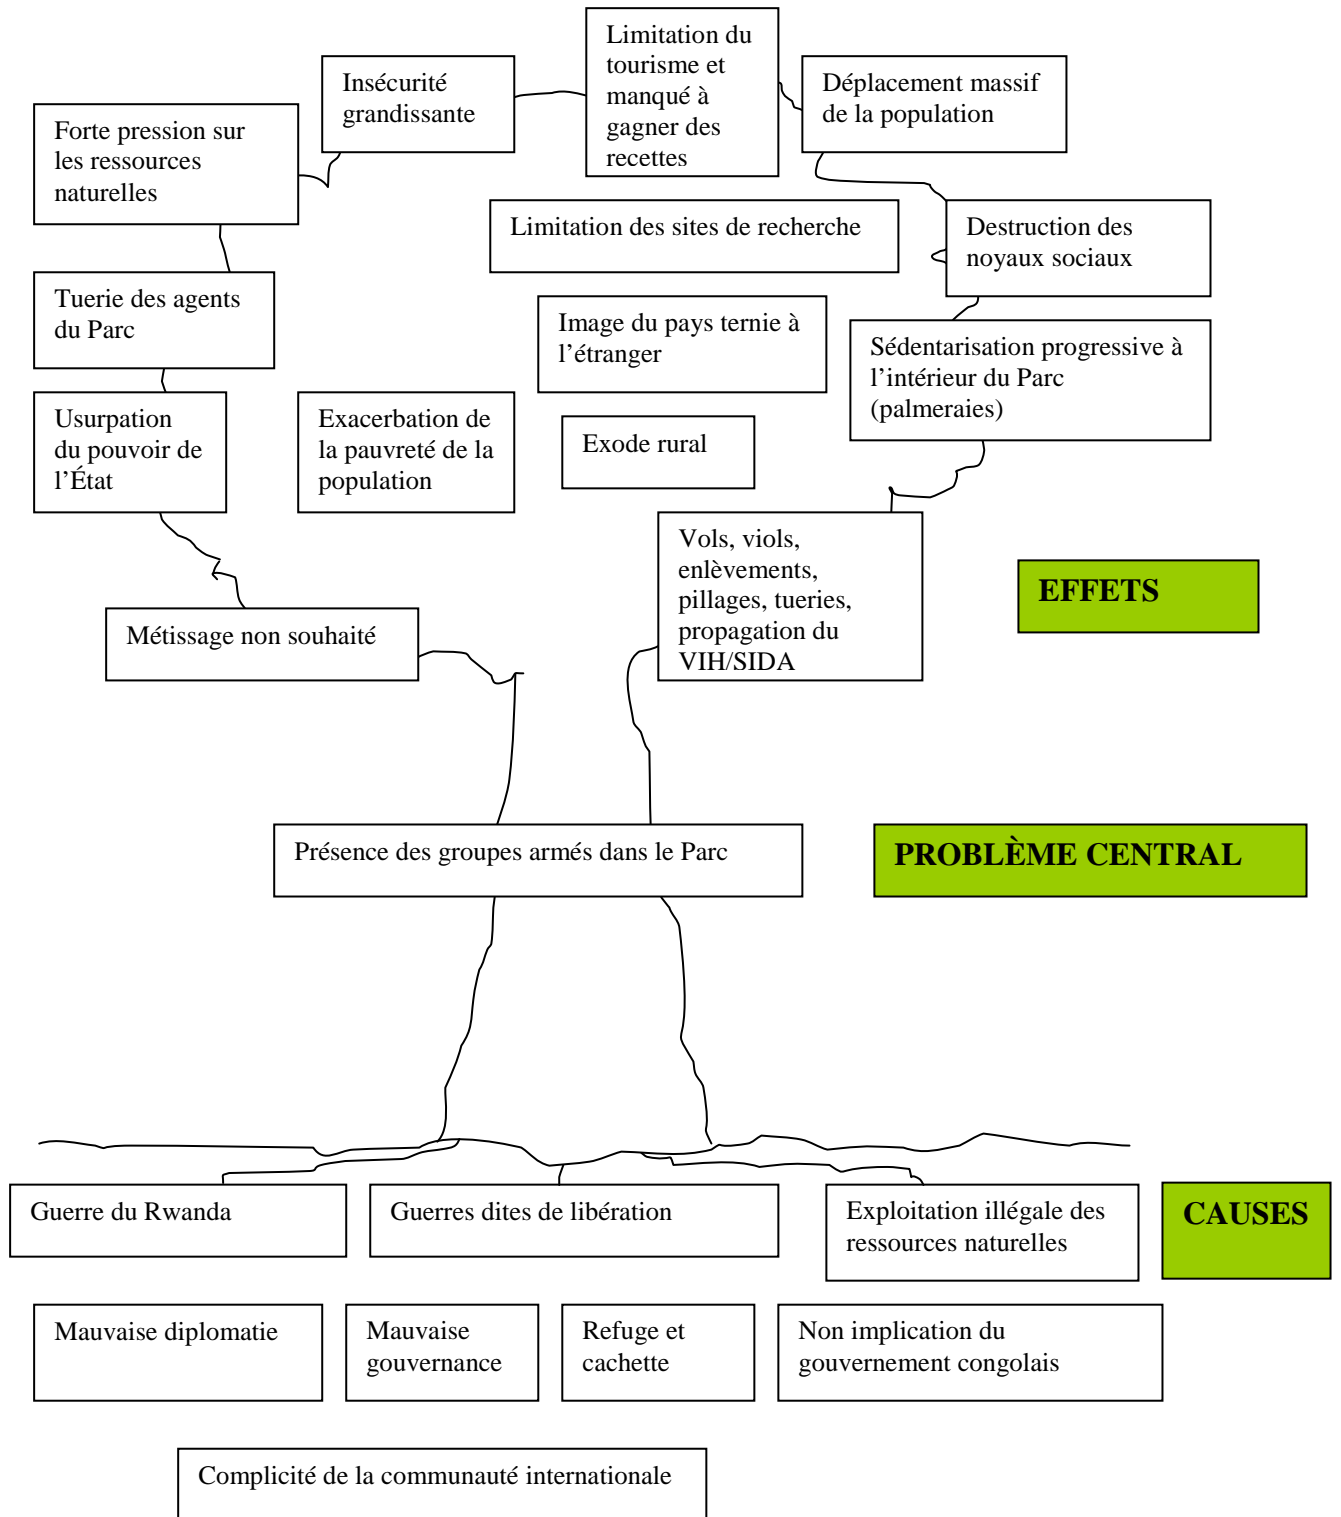 Limitation du
tourisme et
manqué à
gagner des
recettes
Insécurité
grandissante
Déplacement massif
de la population
Forte pression sur
les ressources
naturelles
Limitation des sites de recherche
Destruction des
noyaux sociaux
Tuerie des agents
du Parc
Image du pays ternie à
l’étranger
Sédentarisation progressive à
l’intérieur du Parc
(palmeraies)
Usurpation
du pouvoir de
l’État
Exacerbation de
la pauvreté de la
population
Exode rural
Vols, viols,
enlèvements,
pillages, tueries,
propagation du
VIH/SIDA
EFFETS
Métissage non souhaité
Présence des groupes armés dans le Parc
PROBLÈME CENTRAL
Guerre du Rwanda
Guerres dites de libération
Exploitation illégale des
ressources naturelles
CAUSES
Mauvaise diplomatie
Mauvaise
gouvernance
Refuge et
cachette
Non implication du
gouvernement congolais
Complicité de la communauté internationale